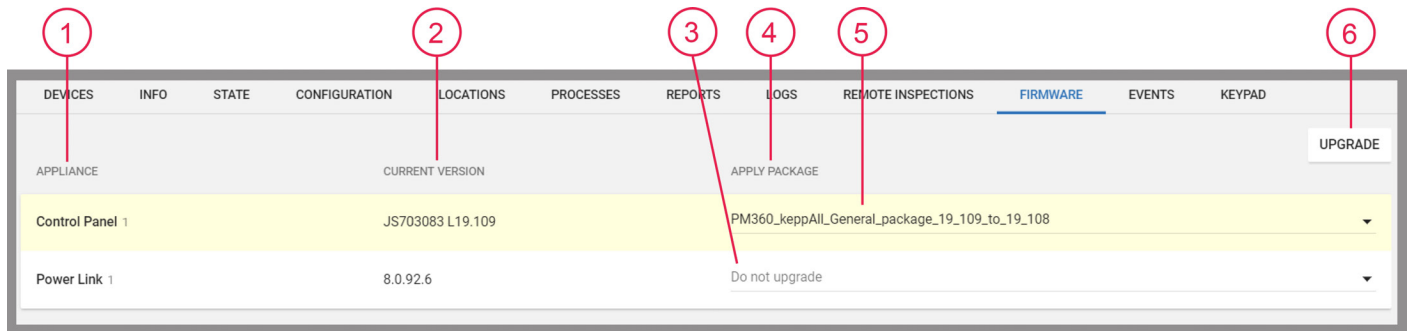 1 2 3 4 5 6
DEVICES INFO STATE CONFIGURATION LOCATIONS PROCESSES REPORTS LOGS REMOTE INSPECTIONS FIRMWARE EVENTS KEYPAD
UPGRADE
APPLIANCE CURRENT VERSION APPLY PACKAGE
Control Panel 1 JS703083 L19.109 PM360_keppAll_General_package_19_109_to_19_108
Power Link 1 8.0.92.6 Do not upgrade